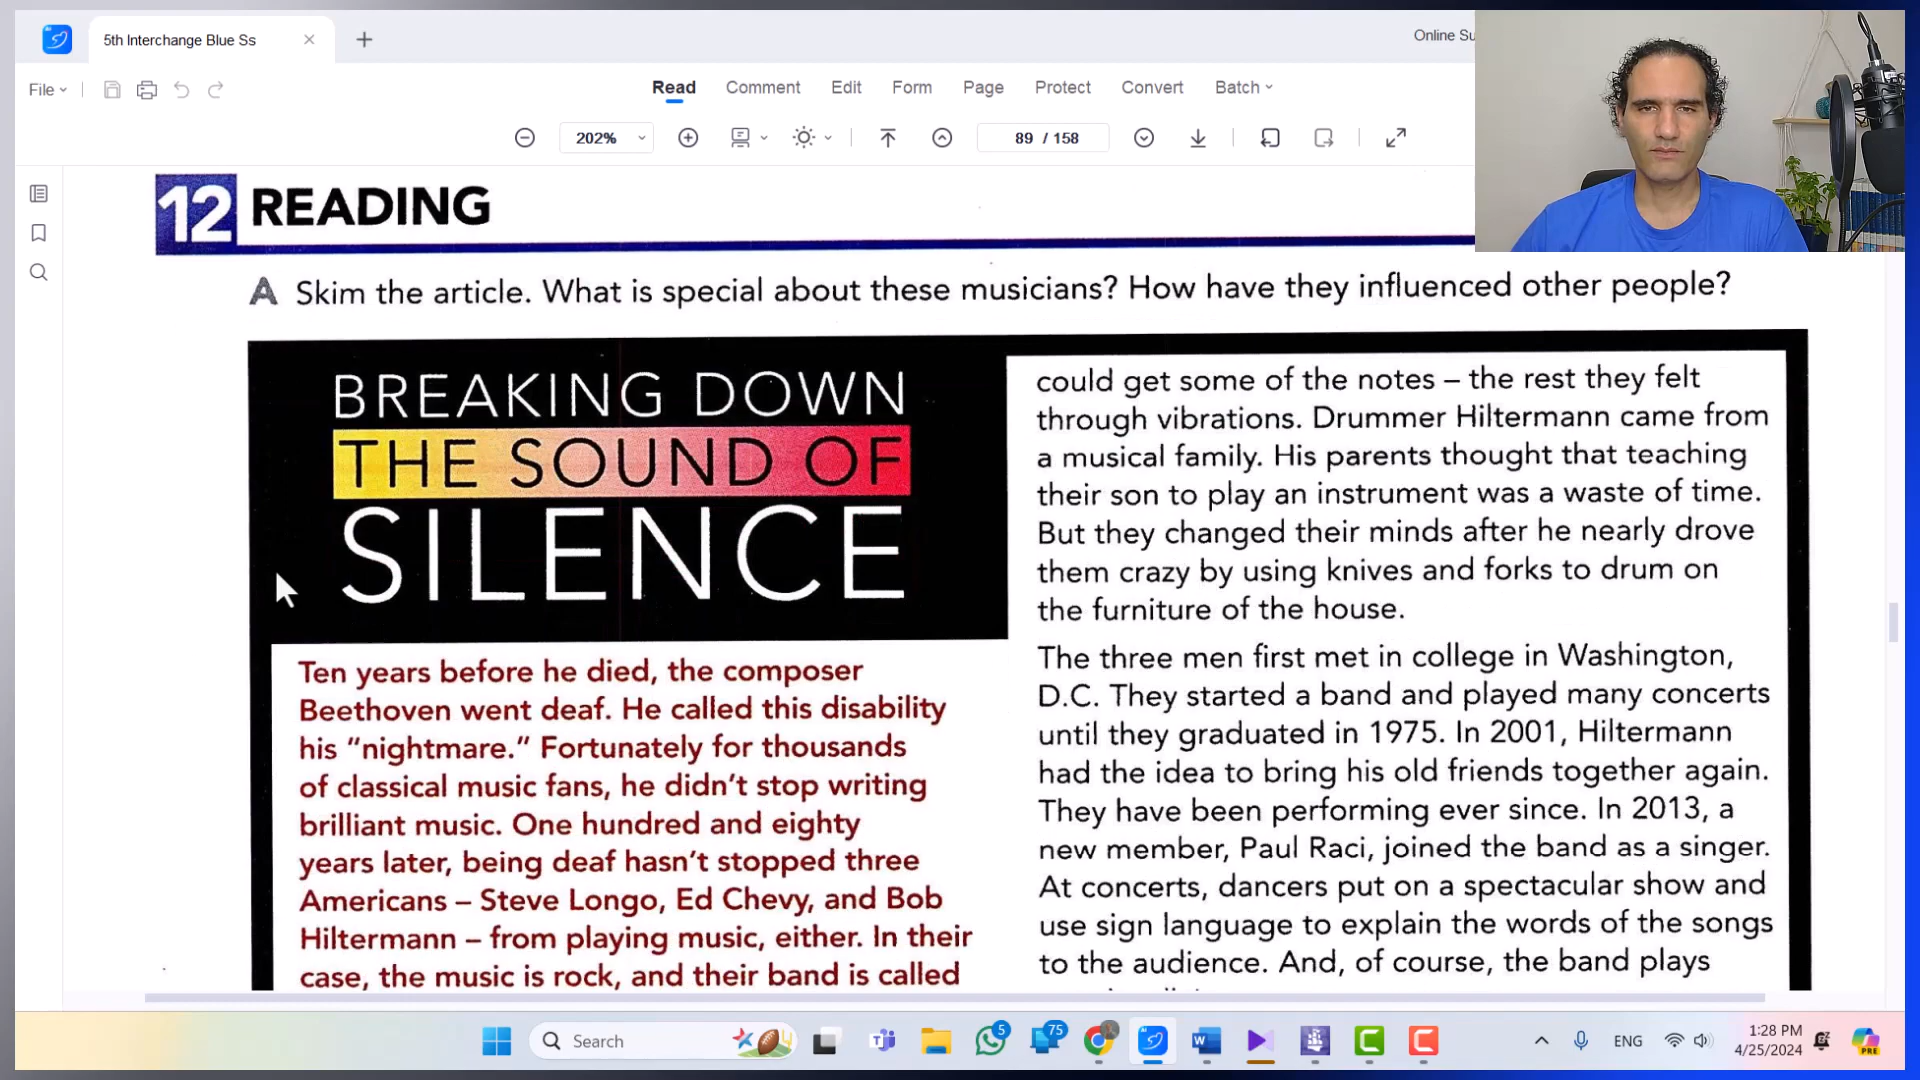 5th Interchange Blue Ss
Online Su
File
Read
Comment
Edit
Form
Page
Protect
Convert
Batch
202%
89 / 158
12 READING
A Skim the article. What is special about these musicians? How have they influenced other people?
BREAKING DOWN
THE SOUND OF
SILENCE
Ten years before he died, the composer
Beethoven went deaf. He called this disability
his “nightmare.” Fortunately for thousands
of classical music fans, he didn’t stop writing
brilliant music. One hundred and eighty
years later, being deaf hasn’t stopped three
Americans – Steve Longo, Ed Chevy, and Bob
Hiltermann – from playing music, either. In their
case, the music is rock, and their band is called
could get some of the notes – the rest they felt
through vibrations. Drummer Hiltermann came from
a musical family. His parents thought that teaching
their son to play an instrument was a waste of time.
But they changed their minds after he nearly drove
them crazy by using knives and forks to drum on
the furniture of the house.
The three men first met in college in Washington,
D.C. They started a band and played many concerts
until they graduated in 1975. In 2001, Hiltermann
had the idea to bring his old friends together again.
They have been performing ever since. In 2013, a
new member, Paul Raci, joined the band as a singer.
At concerts, dancers put on a spectacular show and
use sign language to explain the words of the songs
to the audience. And, of course, the band plays
Search
5
75
ENG
1:28 PM
4/25/2024
PRE